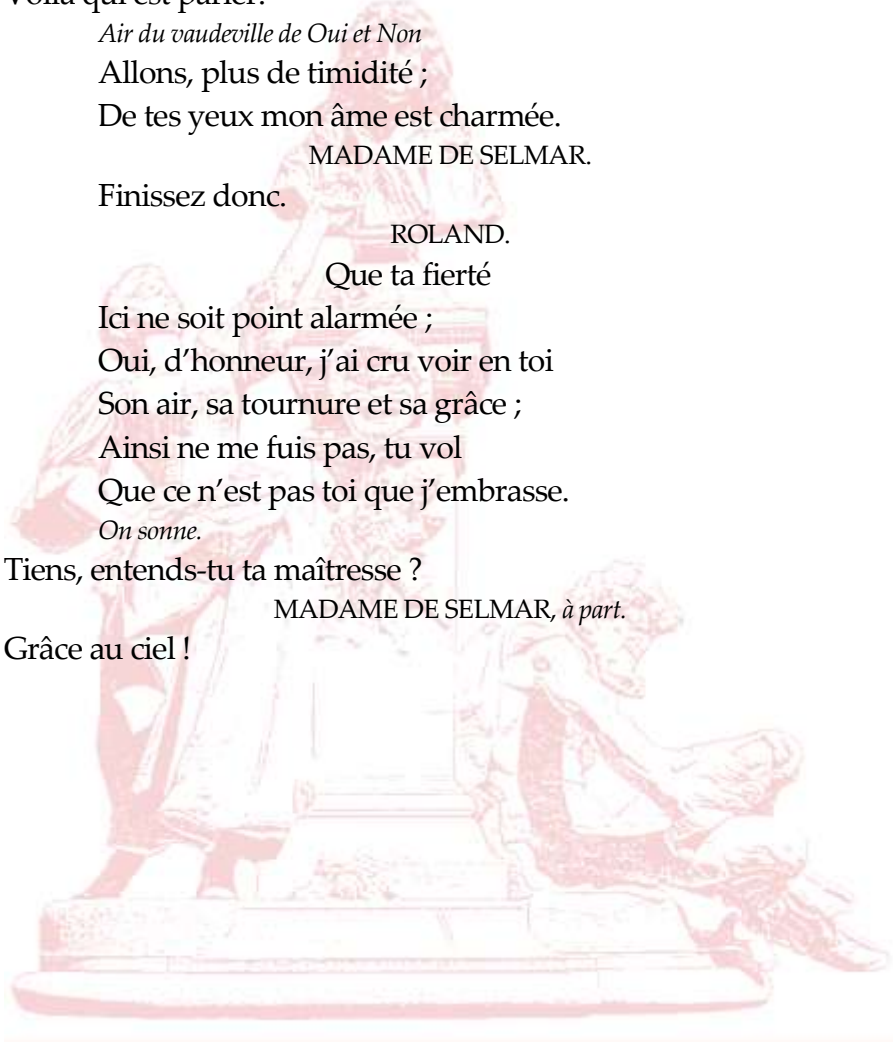 Voilà qui est parler.
Air du vaudeville de Oui et Non
Allons, plus de timidité ;
De tes yeux mon âme est charmée.
MADAME DE SELMAR.
Finissez donc.
ROLAND.
Que ta fierté
Ici ne soit point alarmée ;
Oui, d’honneur, j’ai cru voir en toi
Son air, sa tournure et sa grâce ;
Ainsi ne me fuis pas, tu vol
Que ce n’est pas toi que j’embrasse.
On sonne.
Tiens, entends-tu ta maîtresse ?
MADAME DE SELMAR, à part.
Grâce au ciel !